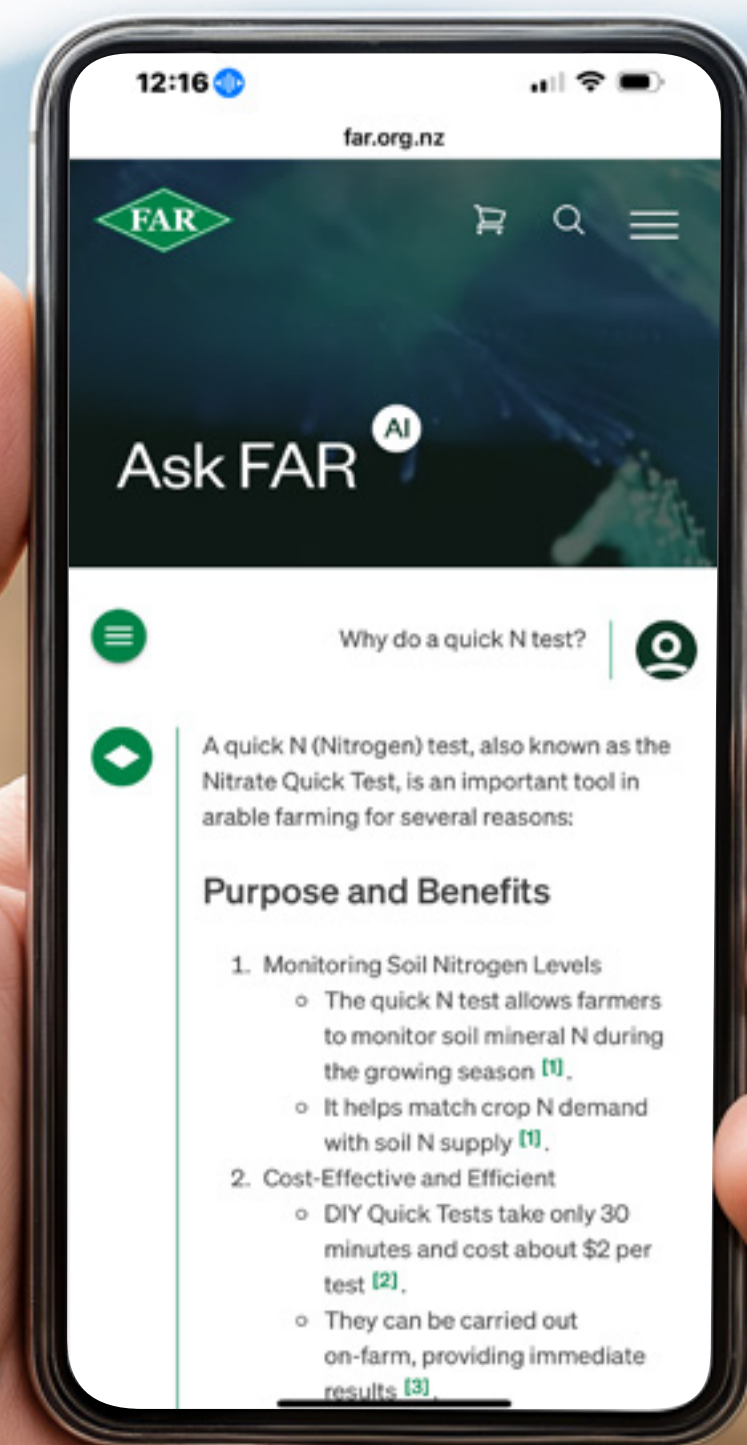 12:16
far.org.nz
FAR
Ask FAR AI
Why do a quick N test?
A quick N (Nitrogen) test, also known as the
Nitrate Quick Test, is an important tool in
arable farming for several reasons:
Purpose and Benefits
1. Monitoring Soil Nitrogen Levels
○ The quick N test allows farmers
to monitor soil mineral N during
the growing season [1].
○ It helps match crop N demand
with soil N supply [1].
2. Cost-Effective and Efficient
○ DIY Quick Tests take only 30
minutes and cost about $2 per
test [2].
○ They can be carried out
on-farm, providing immediate
results [3].